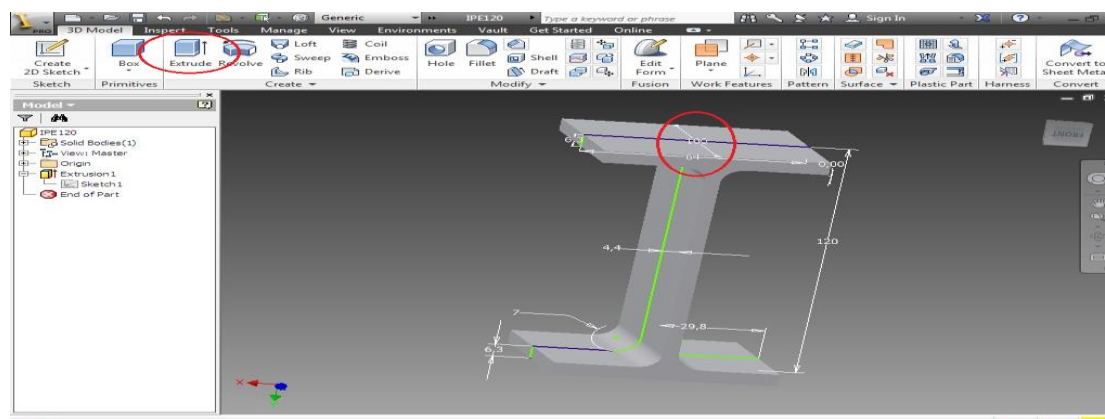 Generic IPE120 Type a keyword or phrase Sign In
PRO 3D Model Inspect Tools Manage View Environments Vault Get Started Online
Create 2D Sketch Box Extrude Revolve Loft Sweep Rib Coil Emboss Derive Hole Fillet Shell Draft Edit Form Plane Convert to Sheet Meta
Sketch Primitives Create Modify Fusion Work Features Pattern Surface Plastic Part Harness Convert
Model
IPE120
Solid Bodies(1)
View: Master
Origin
Extrusion1
Sketch1
End of Part
FRONT
64
0,00
120
4,4
7
29,8
6,3